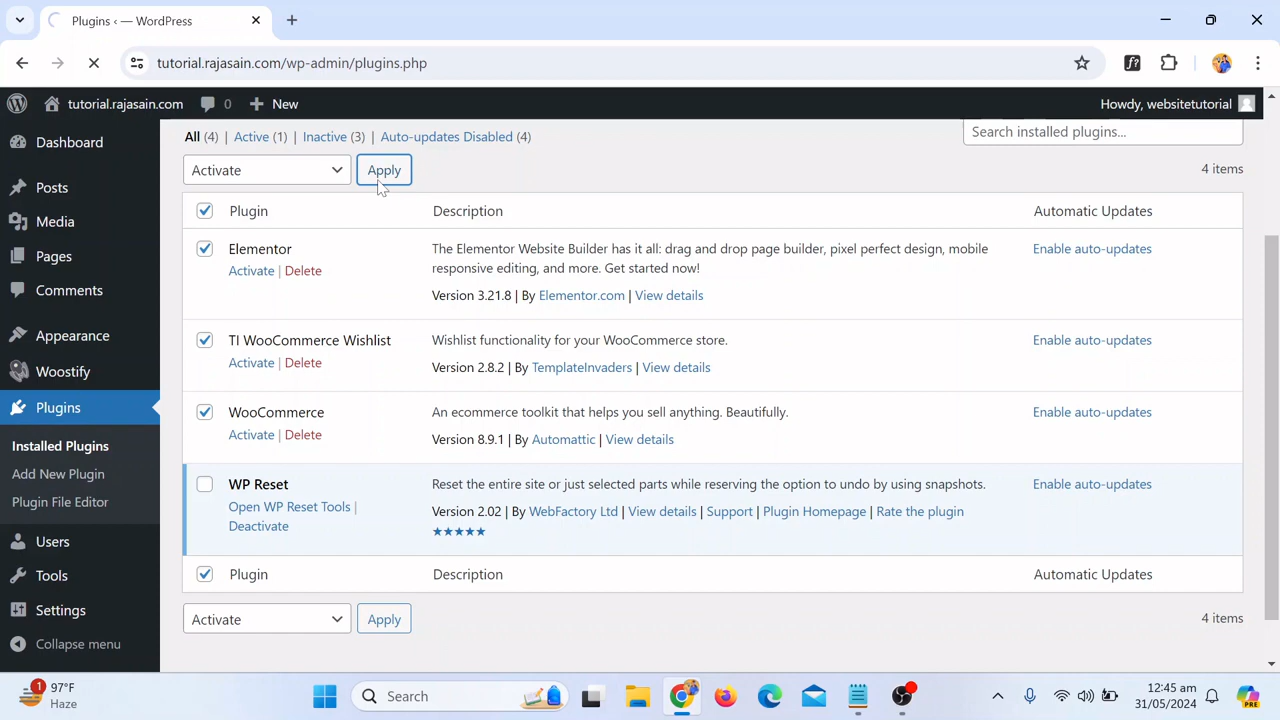 Plugins ‹ — WordPress
tutorial.rajasain.com/wp-admin/plugins.php
tutorial.rajasain.com
0
New
Howdy, websitetutorial
Dashboard
Posts
Media
Pages
Comments
Appearance
Woostify
Plugins
Installed Plugins
Add New Plugin
Plugin File Editor
Users
Tools
Settings
Collapse menu
All (4) | Active (1) | Inactive (3) | Auto-updates Disabled (4)
Search installed plugins...
Activate
Apply
4 items
Plugin
Description
Automatic Updates
Elementor
Activate | Delete
The Elementor Website Builder has it all: drag and drop page builder, pixel perfect design, mobile
responsive editing, and more. Get started now!
Version 3.21.8 | By Elementor.com | View details
Enable auto-updates
TI WooCommerce Wishlist
Activate | Delete
Wishlist functionality for your WooCommerce store.
Version 2.8.2 | By TemplateInvaders | View details
Enable auto-updates
WooCommerce
Activate | Delete
An ecommerce toolkit that helps you sell anything. Beautifully.
Version 8.9.1 | By Automattic | View details
Enable auto-updates
WP Reset
Open WP Reset Tools |
Deactivate
Reset the entire site or just selected parts while reserving the option to undo by using snapshots.
Version 2.02 | By WebFactory Ltd | View details | Support | Plugin Homepage | Rate the plugin
★★★★★
Enable auto-updates
Plugin
Description
Automatic Updates
Activate
Apply
4 items
1
97°F
Haze
Search
12:45 am
31/05/2024
PRE